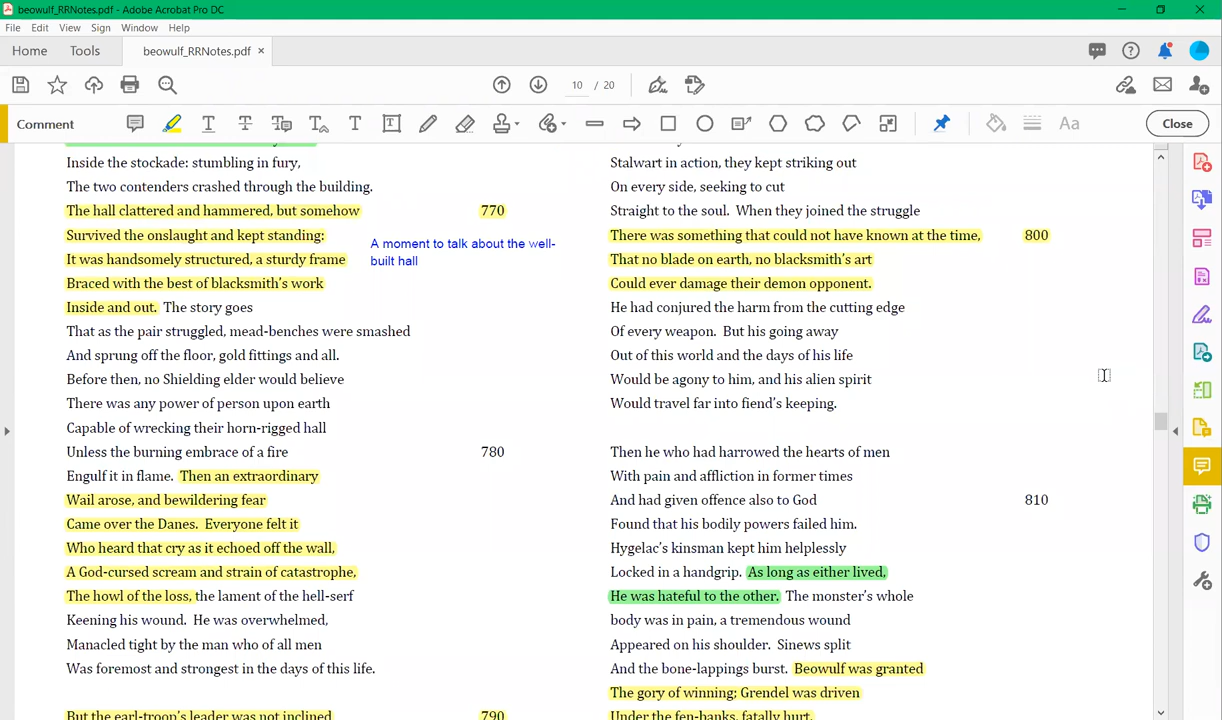 beowulf_RRNotes.pdf - Adobe Acrobat Pro DC
File Edit View Sign Window Help
Home Tools beowulf_RRNotes.pdf ×
10 / 20
Comment
Close
Inside the stockade: stumbling in fury,
The two contenders crashed through the building.
The hall clattered and hammered, but somehow 770
Survived the onslaught and kept standing:
It was handsomely structured, a sturdy frame
Braced with the best of blacksmith's work
Inside and out. The story goes
That as the pair struggled, mead-benches were smashed
And sprung off the floor, gold fittings and all.
Before then, no Shielding elder would believe
There was any power of person upon earth
Capable of wrecking their horn-rigged hall
Unless the burning embrace of a fire 780
Engulf it in flame. Then an extraordinary
Wail arose, and bewildering fear
Came over the Danes. Everyone felt it
Who heard that cry as it echoed off the wall,
A God-cursed scream and strain of catastrophe,
The howl of the loss, the lament of the hell-serf
Keening his wound. He was overwhelmed,
Manacled tight by the man who of all men
Was foremost and strongest in the days of this life.
But the earl-troop's leader was not inclined 790
A moment to talk about the well-
built hall
Stalwart in action, they kept striking out
On every side, seeking to cut
Straight to the soul. When they joined the struggle
There was something that could not have known at the time, 800
That no blade on earth, no blacksmith's art
Could ever damage their demon opponent.
He had conjured the harm from the cutting edge
Of every weapon. But his going away
Out of this world and the days of his life
Would be agony to him, and his alien spirit
Would travel far into fiend's keeping.
Then he who had harrowed the hearts of men
With pain and affliction in former times
And had given offence also to God 810
Found that his bodily powers failed him.
Hygelac's kinsman kept him helplessly
Locked in a handgrip. As long as either lived,
He was hateful to the other. The monster's whole
body was in pain, a tremendous wound
Appeared on his shoulder. Sinews split
And the bone-lappings burst. Beowulf was granted
The gory of winning; Grendel was driven
Under the fen-banks, fatally hurt,